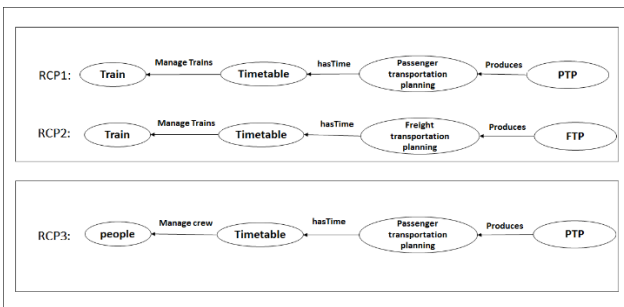 Manage Trains hasTime Passenger Produces
RCP1: Train Timetable transportation PTP
planning
Manage Trains hasTime Freight Produces
RCP2: Train Timetable transportation FTP
planning
Manage crew hasTime Passenger Produces
RCP3: people Timetable transportation PTP
planning